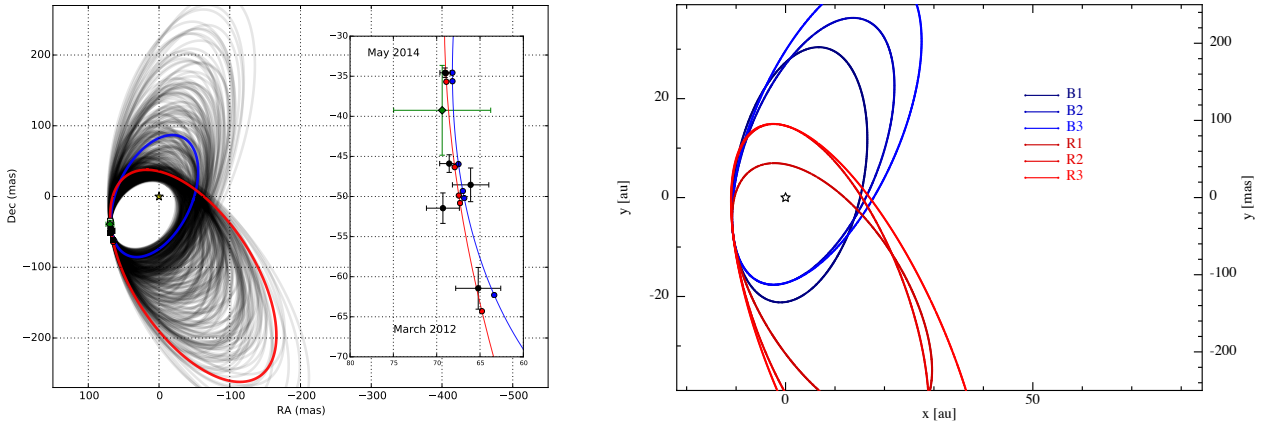 May 2014
March 2012
−30
−35
−40
−45
−50
−55
−60
−65
−70
80
75
70
65
60
200
100
0
−100
−200
Dec (mas)
100
0
−100
−200
−300
−400
−500
RA (mas)
B1
B2
B3
R1
R2
R3
20
0
-20
y [au]
0
50
x [au]
200
100
0
-100
-200
y [mas]